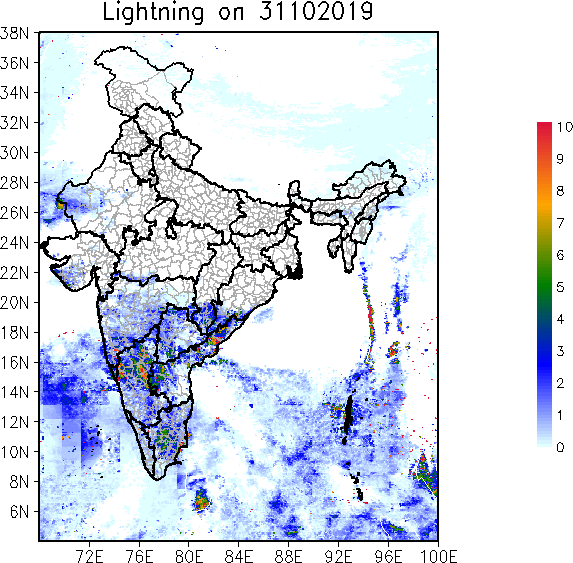 Lightning on 31102019
38N
36N
34N
32N
30N
28N
26N
24N
22N
20N
18N
16N
14N
12N
10N
8N
6N
72E 76E 80E 84E 88E 92E 96E 100E
10
9
8
7
6
5
4
3
2
1
0